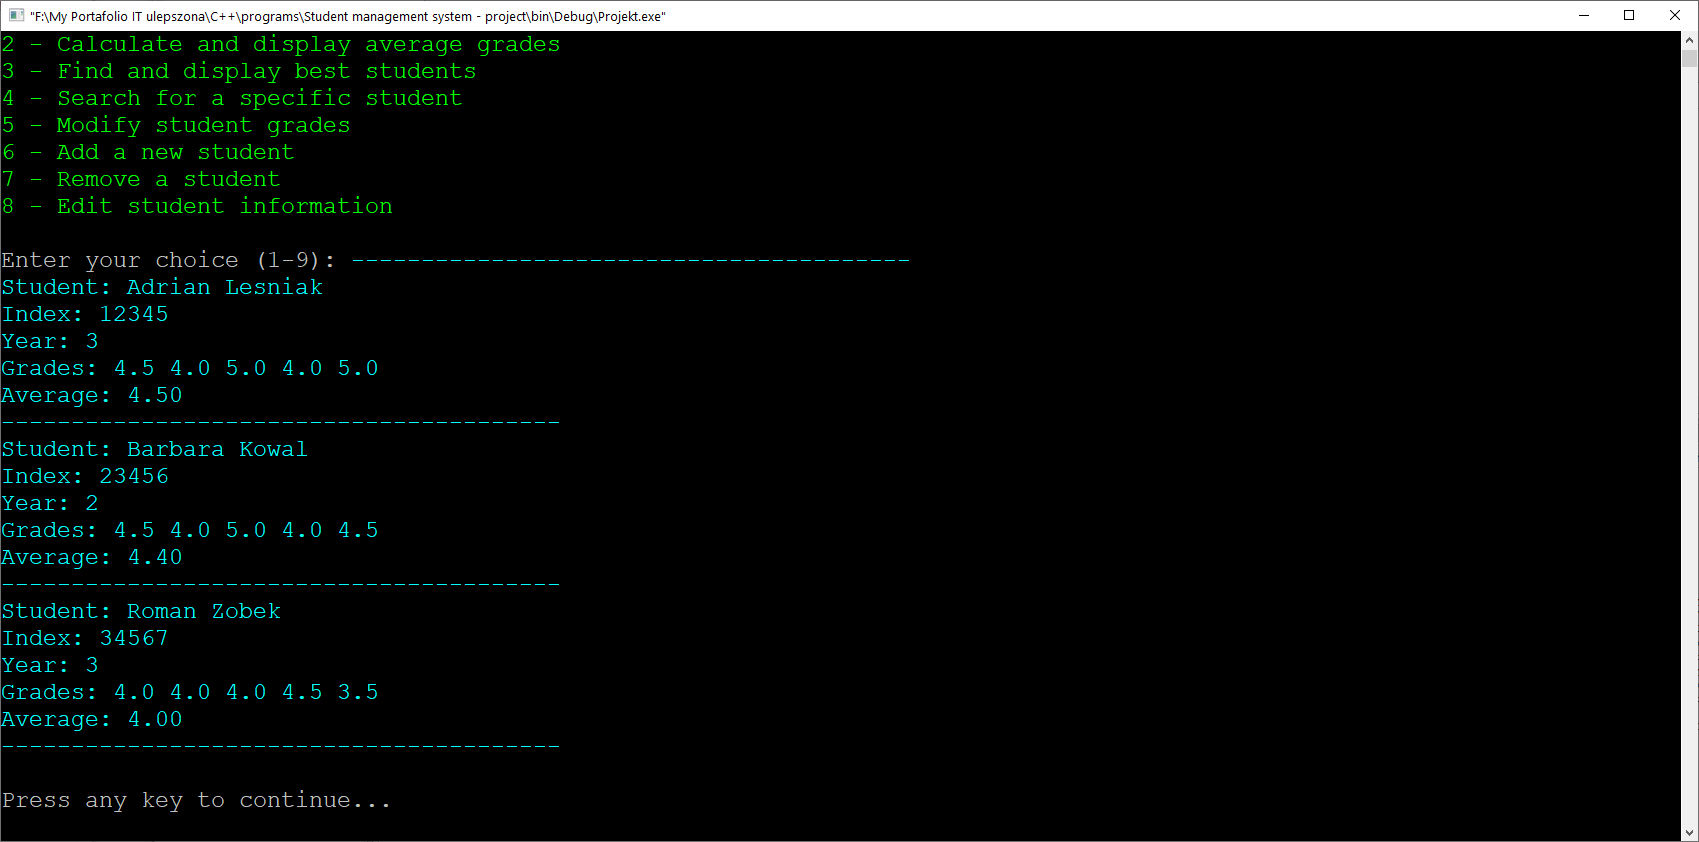 "F:\My Portafolio IT ulepszona\C++\programs\Student management system - project\bin\Debug\Projekt.exe"
2 - Calculate and display average grades
3 - Find and display best students
4 - Search for a specific student
5 - Modify student grades
6 - Add a new student
7 - Remove a student
8 - Edit student information
Enter your choice (1-9): ----------------------------------------
Student: Adrian Lesniak
Index: 12345
Year: 3
Grades: 4.5 4.0 5.0 4.0 5.0
Average: 4.50
----------------------------------------
Student: Barbara Kowal
Index: 23456
Year: 2
Grades: 4.5 4.0 5.0 4.0 4.5
Average: 4.40
----------------------------------------
Student: Roman Zobek
Index: 34567
Year: 3
Grades: 4.0 4.0 4.0 4.5 3.5
Average: 4.00
----------------------------------------
Press any key to continue...